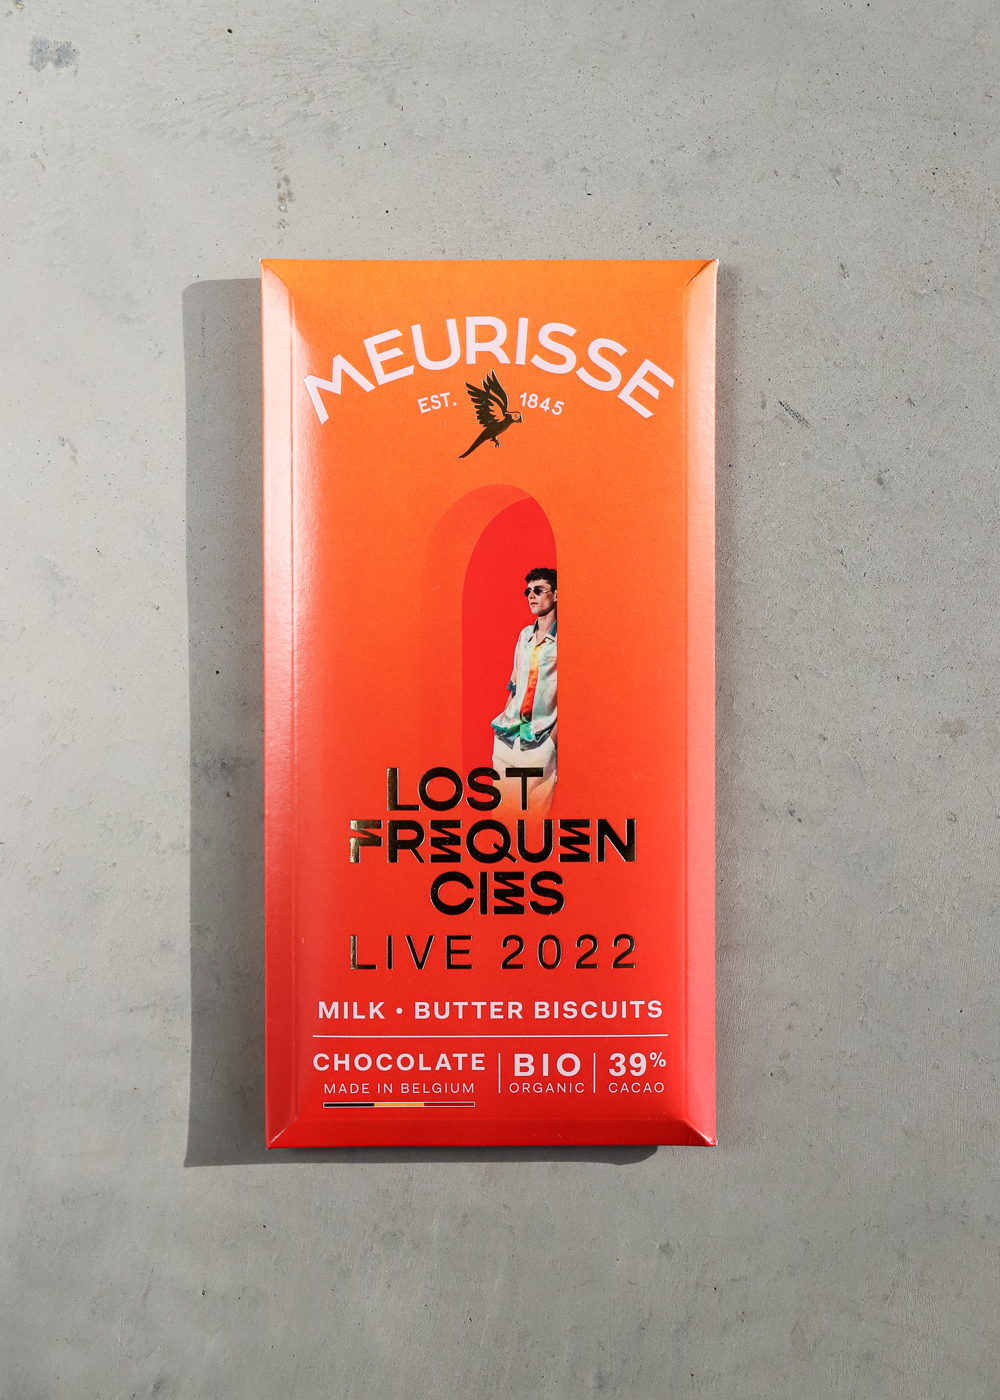 MEURISSE
EST. 1845
LOST
FREQUEN
CIES
LIVE 2022
MILK • BUTTER BISCUITS
CHOCOLATE
MADE IN BELGIUM
BIO
ORGANIC
39%
CACAO